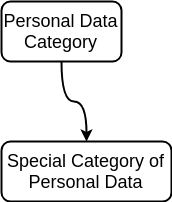 Personal Data
Category
Special Category of
Personal Data